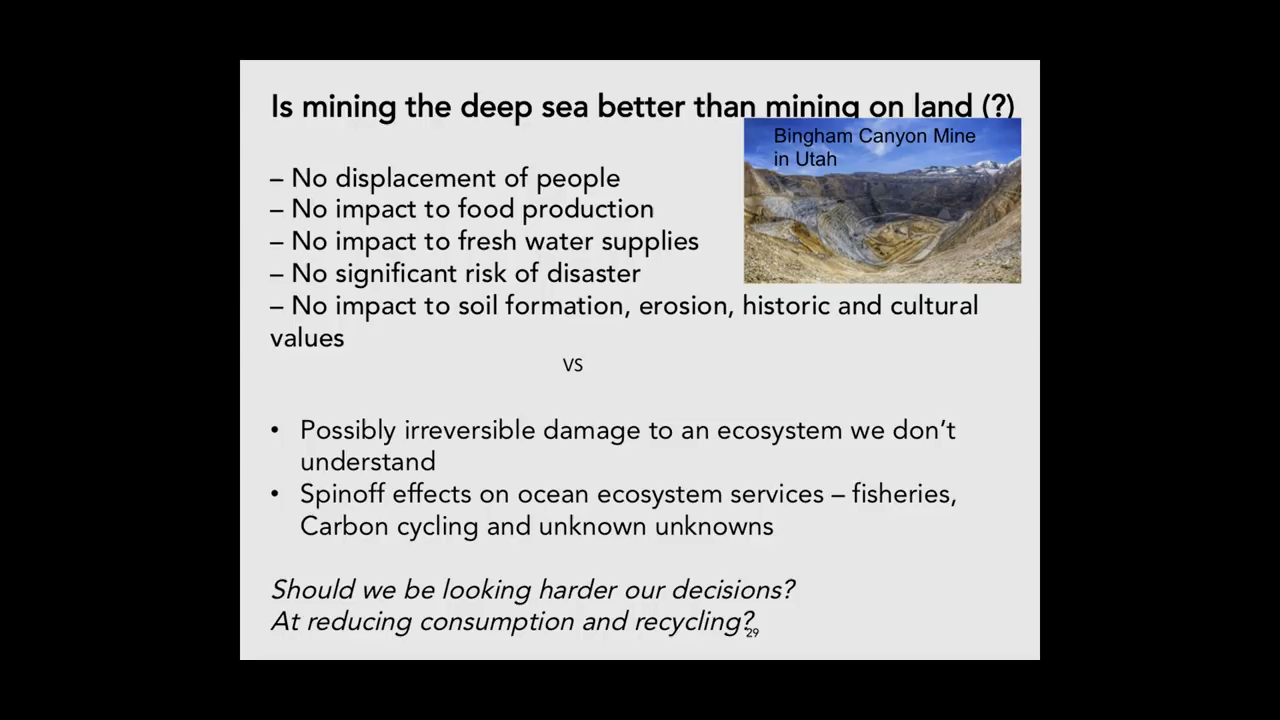 Is mining the deep sea better than mining on land (?)
Bingham Canyon Mine
in Utah
– No displacement of people
– No impact to food production
– No impact to fresh water supplies
– No significant risk of disaster
– No impact to soil formation, erosion, historic and cultural
values
VS
• Possibly irreversible damage to an ecosystem we don’t
understand
• Spinoff effects on ocean ecosystem services – fisheries,
Carbon cycling and unknown unknowns
Should we be looking harder our decisions?
At reducing consumption and recycling?
29